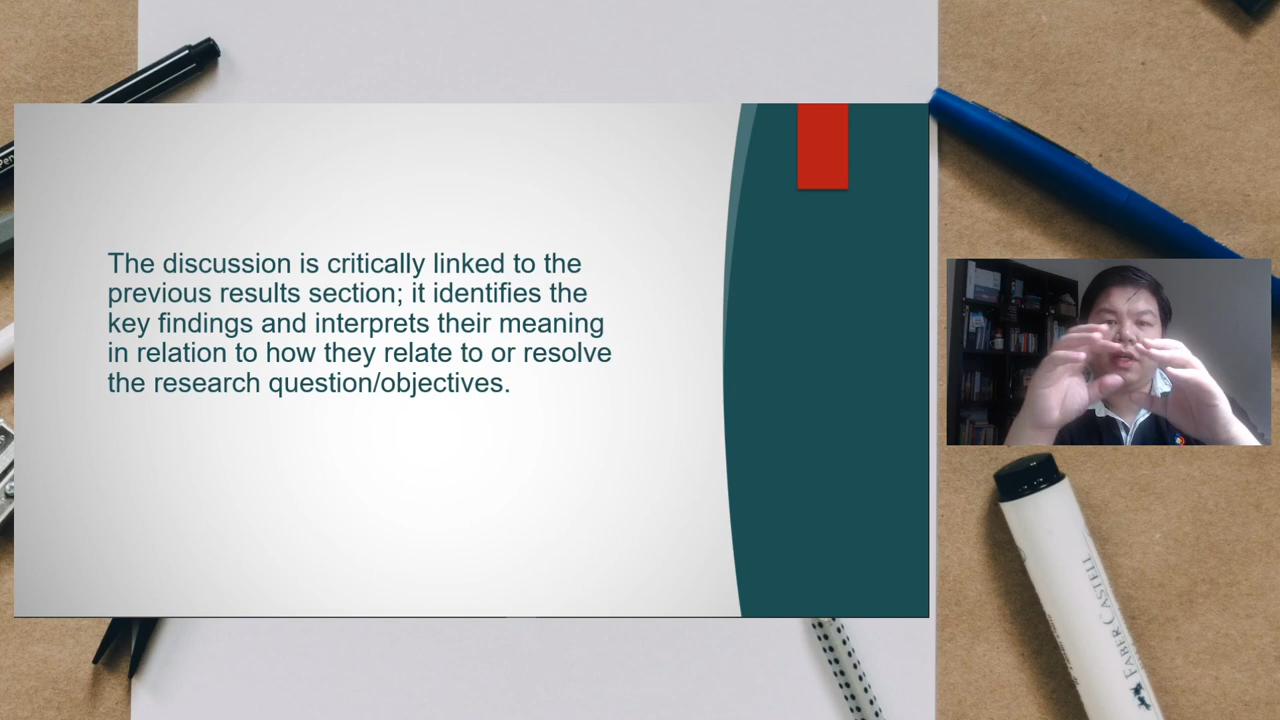 The discussion is critically linked to the
previous results section; it identifies the
key findings and interprets their meaning
in relation to how they relate to or resolve
the research question/objectives.
Pen
FABER CASTELL